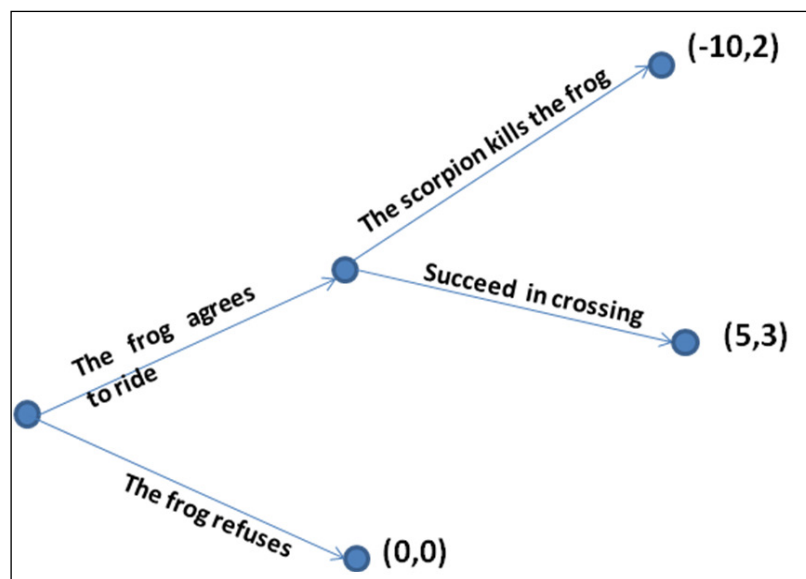 (-10,2)
The scorpion kills the frog
Succeed in crossing
(5,3)
The frog agrees
to ride
The frog refuses
(0,0)